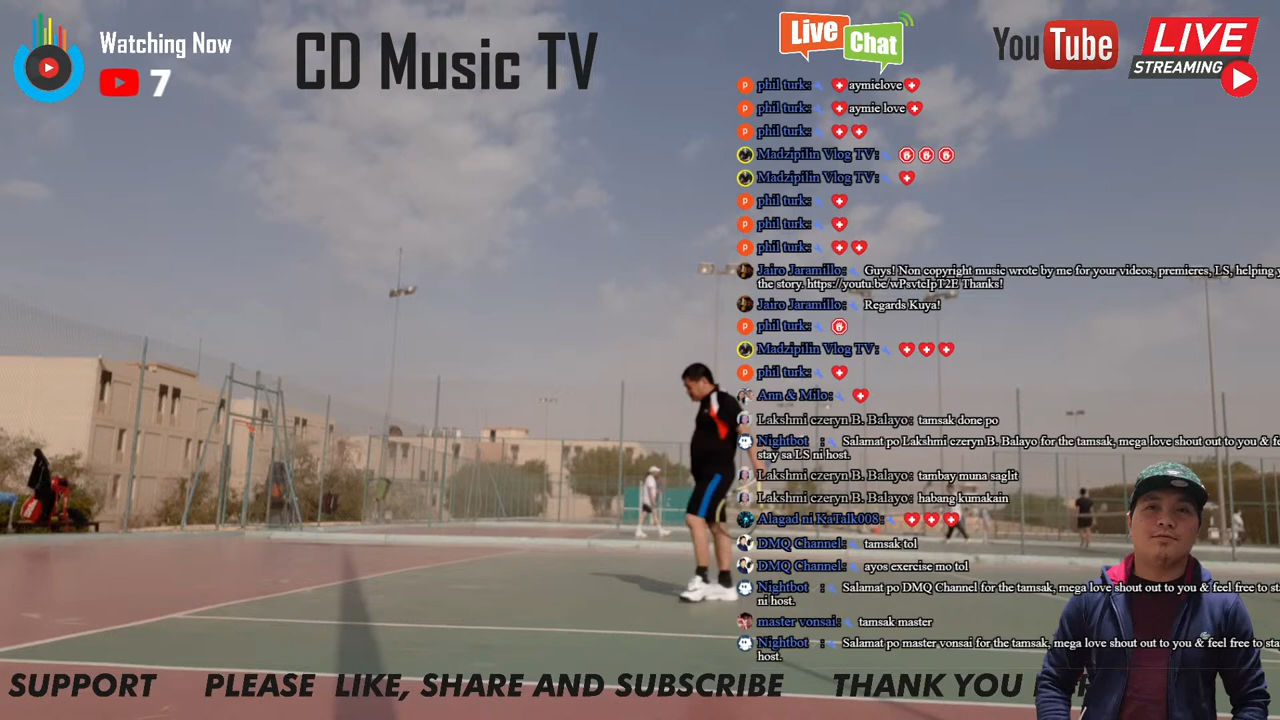 Watching Now
7
CD Music TV
Live
Chat
YouTube
LIVE
STREAMING
phil turk: aymielove
phil turk: aymie love
phil turk:
Madzipilin Vlog TV:
Madzipilin Vlog TV:
phil turk:
phil turk:
phil turk:
Jairo Jaramillo: Guys! Non copyright music wrote by me for your videos, premieres, LS, helping
the story. https://youtu.be/wPsvtcIpT2E Thanks!
Jairo Jaramillo: Regards Kuya!
phil turk:
Madzipilin Vlog TV:
phil turk:
Ann & Milo:
Lakshmi czeryn B. Balayo: tamsak done po
Nightbot : Salamat po Lakshmi czeryn B. Balayo for the tamsak, mega love shout out to you &
stay sa LS ni host.
Lakshmi czeryn B. Balayo: tambay muna saglit
Lakshmi czeryn B. Balayo: habang kumakain
Alagad ni KaTalk008:
DMQ Channel: tamsak tol
DMQ Channel: ayos exercise mo tol
Nightbot : Salamat po DMQ Channel for the tamsak, mega love shout out to you & feel free to
ni host.
master vonsai: tamsak master
Nightbot : Salamat po master vonsai for the tamsak, mega love shout out to you & feel free to
host.
SUPPORT PLEASE LIKE, SHARE AND SUBSCRIBE THANK YOU